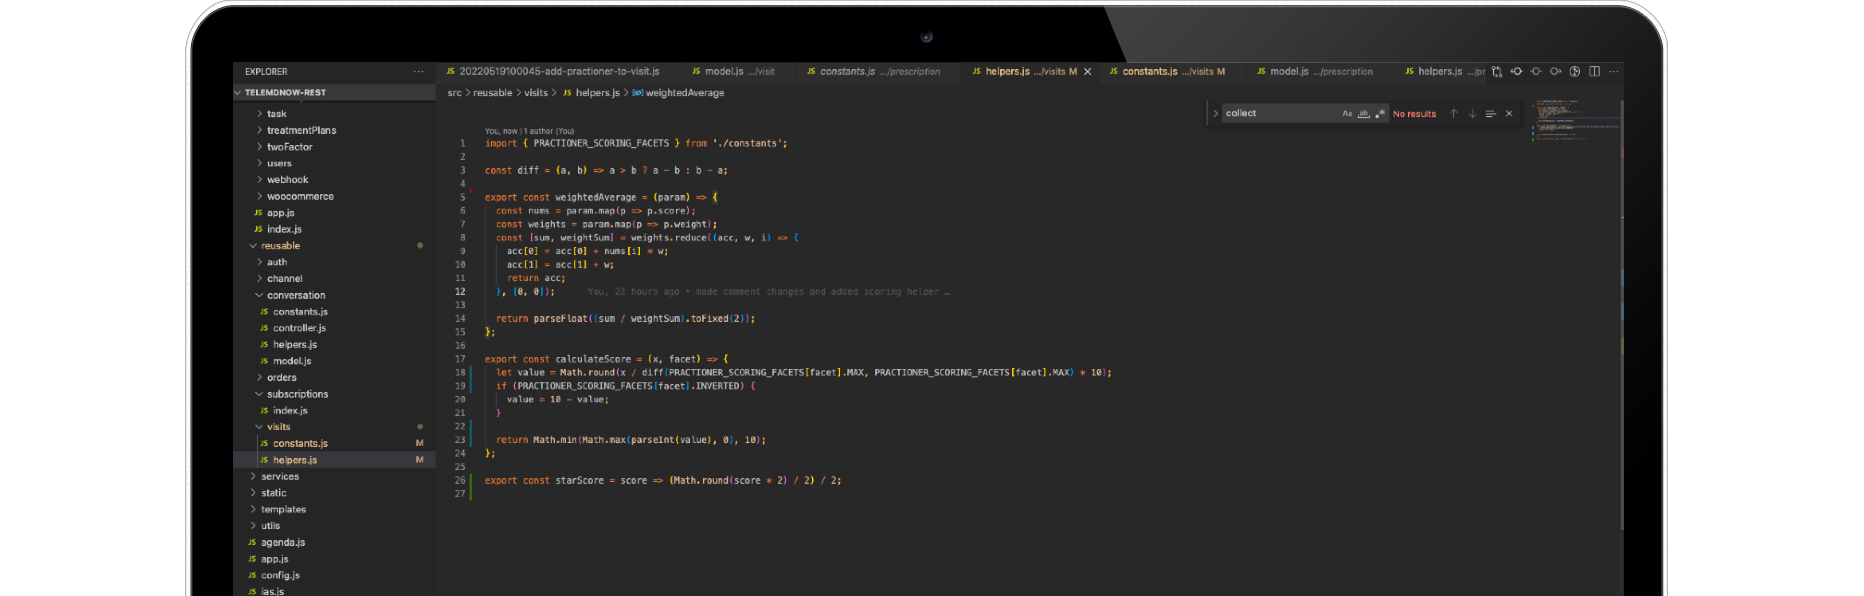 EXPLORER
TELEMDNOW-REST
task
treatmentPlans
twoFactor
users
webhook
woocommerce
JS app.js
JS index.js
reusable
auth
channel
conversation
JS constants.js
JS controller.js
JS helpers.js
JS model.js
orders
subscriptions
JS index.js
visits
JS constants.js M
JS helpers.js M
services
static
templates
utils
JS agenda.js
JS app.js
JS config.js
JS ias.js
JS 20220519100045-add-practioner-to-visit.js JS model.js .../visit JS constants.js .../prescription JS helpers.js .../visits M JS constants.js .../visits M JS model.js .../prescription JS helpers.js .../pr
src > reusable > visits > JS helpers.js > weightedAverage
collect Aa ab No results
You, now | 1 author (You)
1 import { PRACTIONER_SCORING_FACETS } from './constants';
2
3 const diff = (a, b) => a > b ? a - b : b - a;
4
5 export const weightedAverage = (param) => {
6 const nums = param.map(p => p.score);
7 const weights = param.map(p => p.weight);
8 const [sum, weightSum] = weights.reduce((acc, w, i) => {
9 acc[0] = acc[0] + nums[i] * w;
10 acc[1] = acc[1] + w;
11 return acc;
12 }, [0, 0]); You, 22 hours ago • made comment changes and added scoring helper …
13
14 return parseFloat((sum / weightSum).toFixed(2));
15 };
16
17 export const calculateScore = (x, facet) => {
18 let value = Math.round(x / diff(PRACTIONER_SCORING_FACETS[facet].MAX, PRACTIONER_SCORING_FACETS[facet].MAX) * 10);
19 if (PRACTIONER_SCORING_FACETS[facet].INVERTED) {
20 value = 10 - value;
21 }
22
23 return Math.min(Math.max(parseInt(value), 0), 10);
24 };
25
26 export const starScore = score => (Math.round(score * 2) / 2) / 2;
27